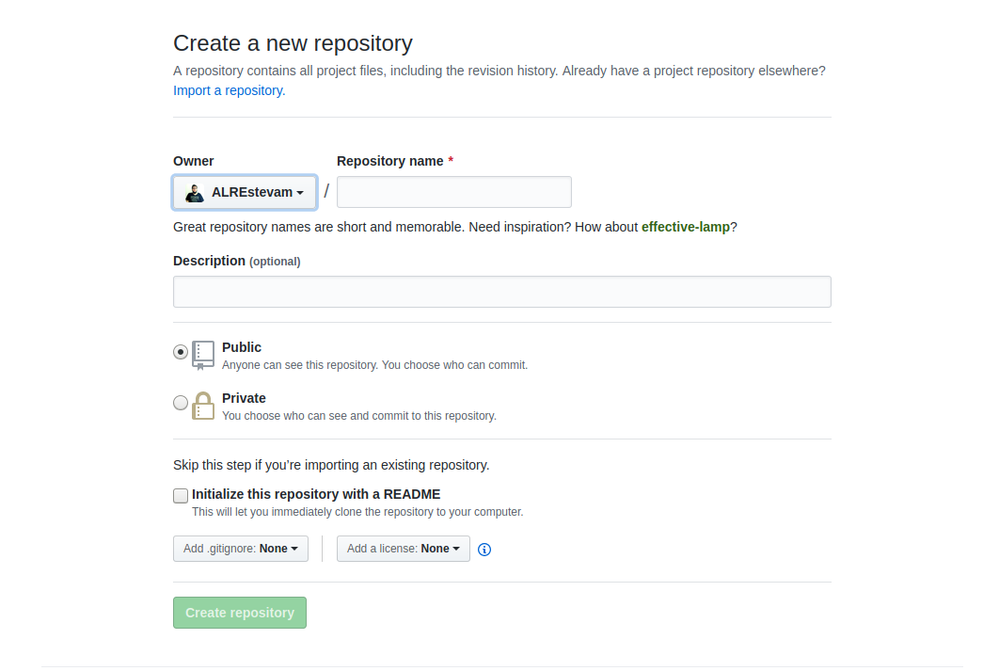 Create a new repository
A repository contains all project files, including the revision history. Already have a project repository elsewhere?
Import a repository.
Owner Repository name *
ALREstevam /
Great repository names are short and memorable. Need inspiration? How about effective-lamp?
Description (optional)
Public
Anyone can see this repository. You choose who can commit.
Private
You choose who can see and commit to this repository.
Skip this step if you’re importing an existing repository.
Initialize this repository with a README
This will let you immediately clone the repository to your computer.
Add .gitignore: None Add a license: None
Create repository